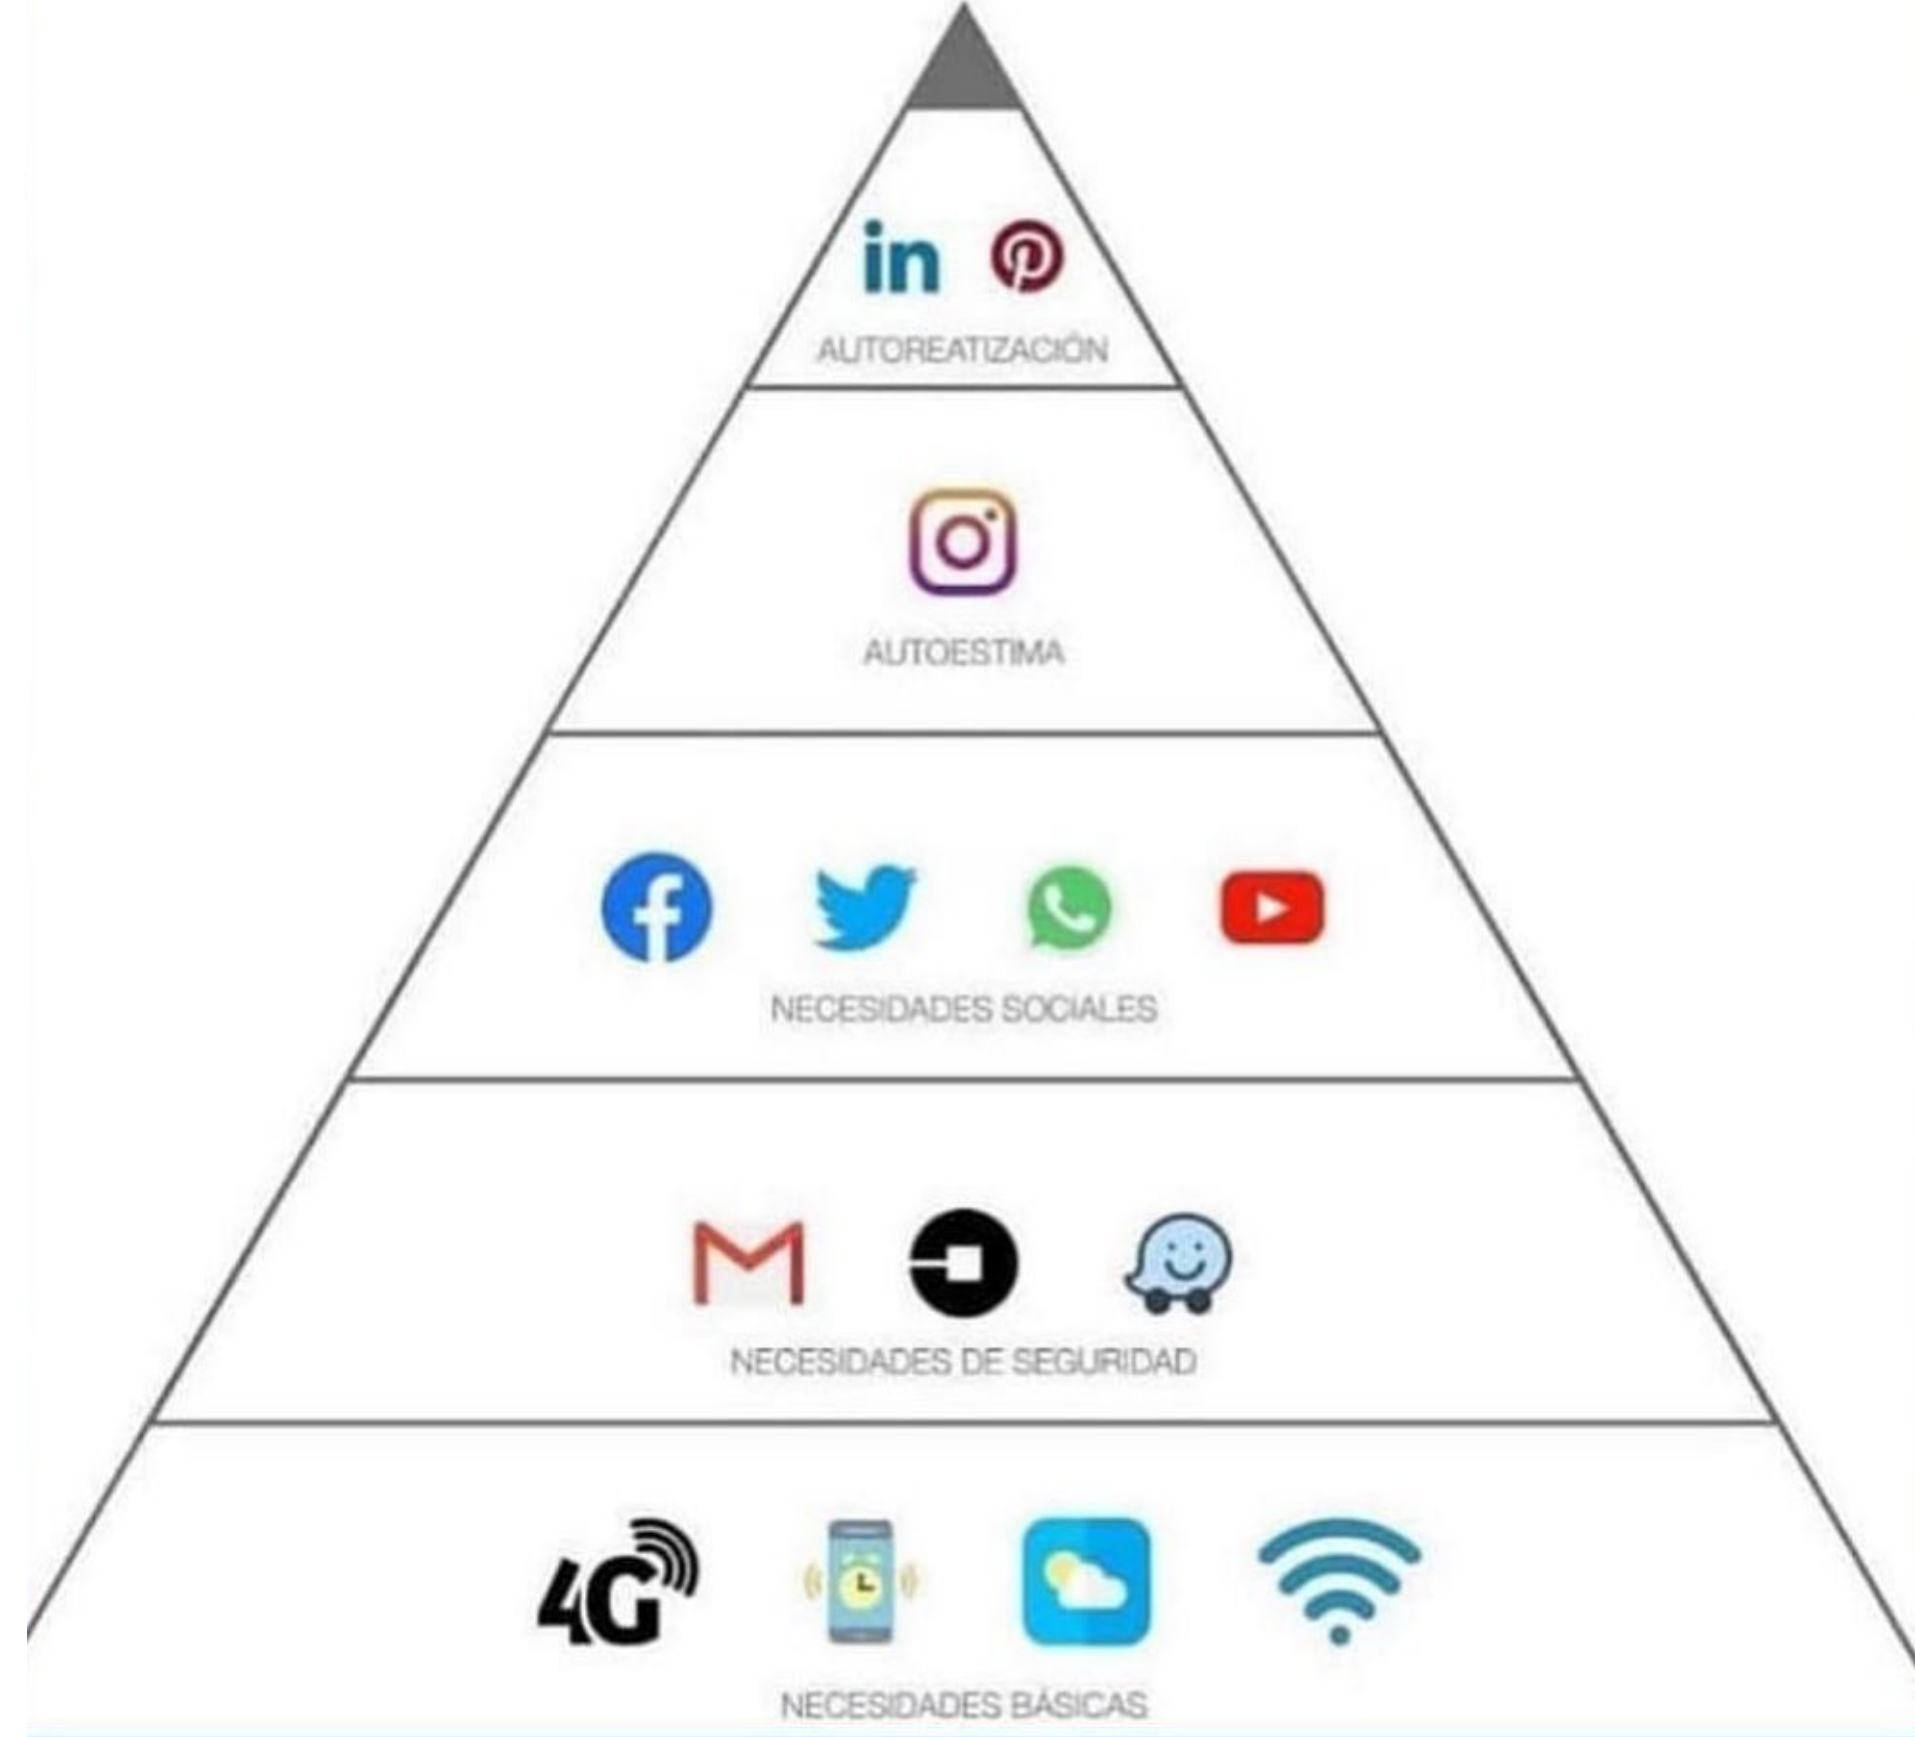 in
AUTOREATIZACIÓN
AUTOESTIMA
NECESIDADES SOCIALES
NECESIDADES DE SEGURIDAD
4G
NECESIDADES BÁSICAS